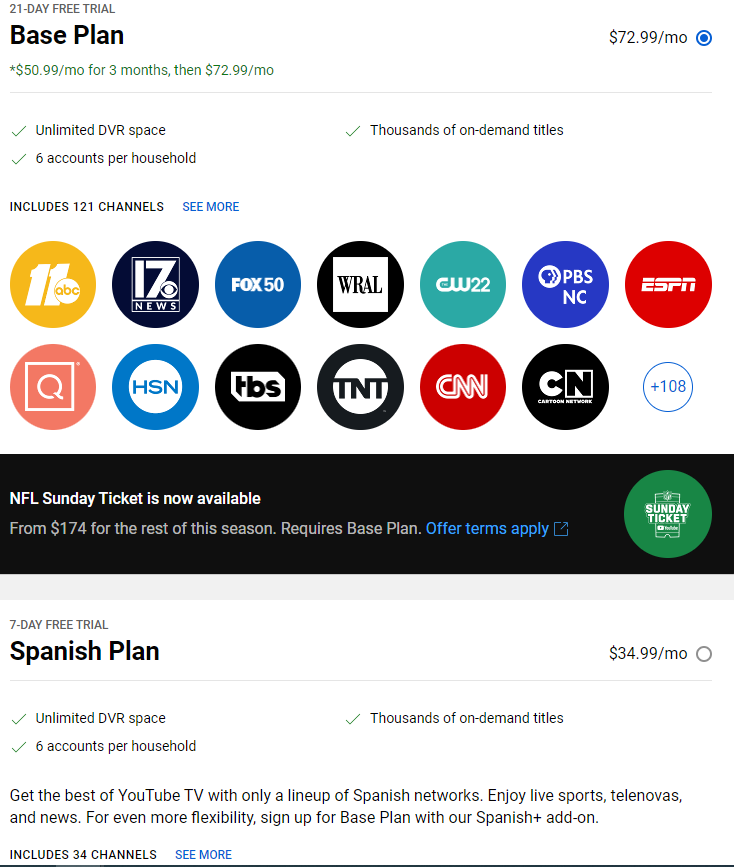 21-DAY FREE TRIAL
Base Plan
$72.99/mo
*$50.99/mo for 3 months, then $72.99/mo
Unlimited DVR space
Thousands of on-demand titles
6 accounts per household
INCLUDES 121 CHANNELS SEE MORE
11 abc
17 NEWS
FOX 50
WRAL
CW22
PBS NC
ESPN
Q
HSN
tbs
TNT
CNN
CN CARTOON NETWORK
+108
NFL Sunday Ticket is now available
From $174 for the rest of this season. Requires Base Plan. Offer terms apply
NFL
SUNDAY
TICKET
YouTube
7-DAY FREE TRIAL
Spanish Plan
$34.99/mo
Unlimited DVR space
Thousands of on-demand titles
6 accounts per household
Get the best of YouTube TV with only a lineup of Spanish networks. Enjoy live sports, telenovas,
and news. For even more flexibility, sign up for Base Plan with our Spanish+ add-on.
INCLUDES 34 CHANNELS SEE MORE